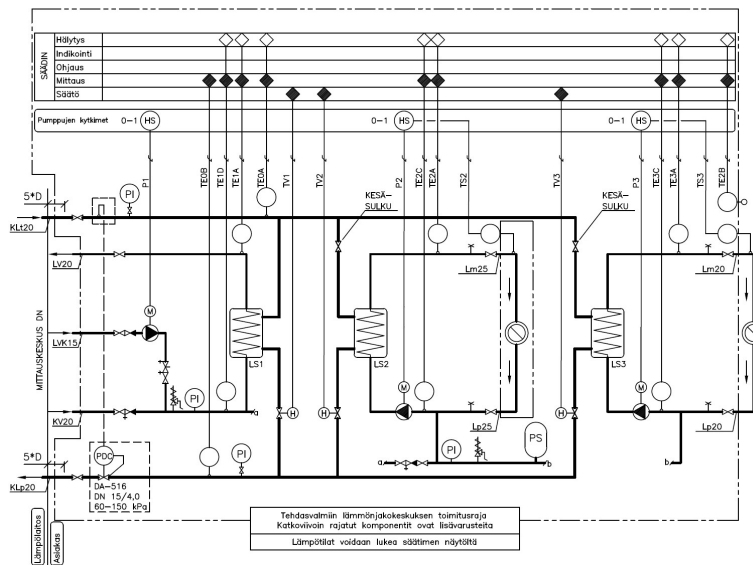 SÄÄDIN
Hälytys
Indikointi
Ohjaus
Mittaus
Säätö
Pumppujen kytkimet
0-1 HS
0-1 HS
0-1 HS
P1
TE0B
TE1D
TE1A
TE0A
TV1
TV2
P2
TE2C
TE2A
TS2
TV3
P3
TE3C
TE3A
TS3
TE2B
5*D
PI
KESÄ-
SULKU
KESÄ-
SULKU
KLt20
LV20
Lm25
Lm20
MITTAUSKESKUS DN
M
LVK15
LS1
LS2
LS3
M
M
PI
KV20
a
H
H
Lp25
H
Lp20
5*D
PDC
PI
a
PI
PS
b
b
KLp20
DA-516
DN 15/4,0
60-150 kPa
Lämpölaitos
Asiakas
Tehdasvalmiin lämmönjakokeskuksen toimitusraja
Katkoviivoin rajatut komponentit ovat lisävarusteita
Lämpötilat voidaan lukea säätimen näytöltä